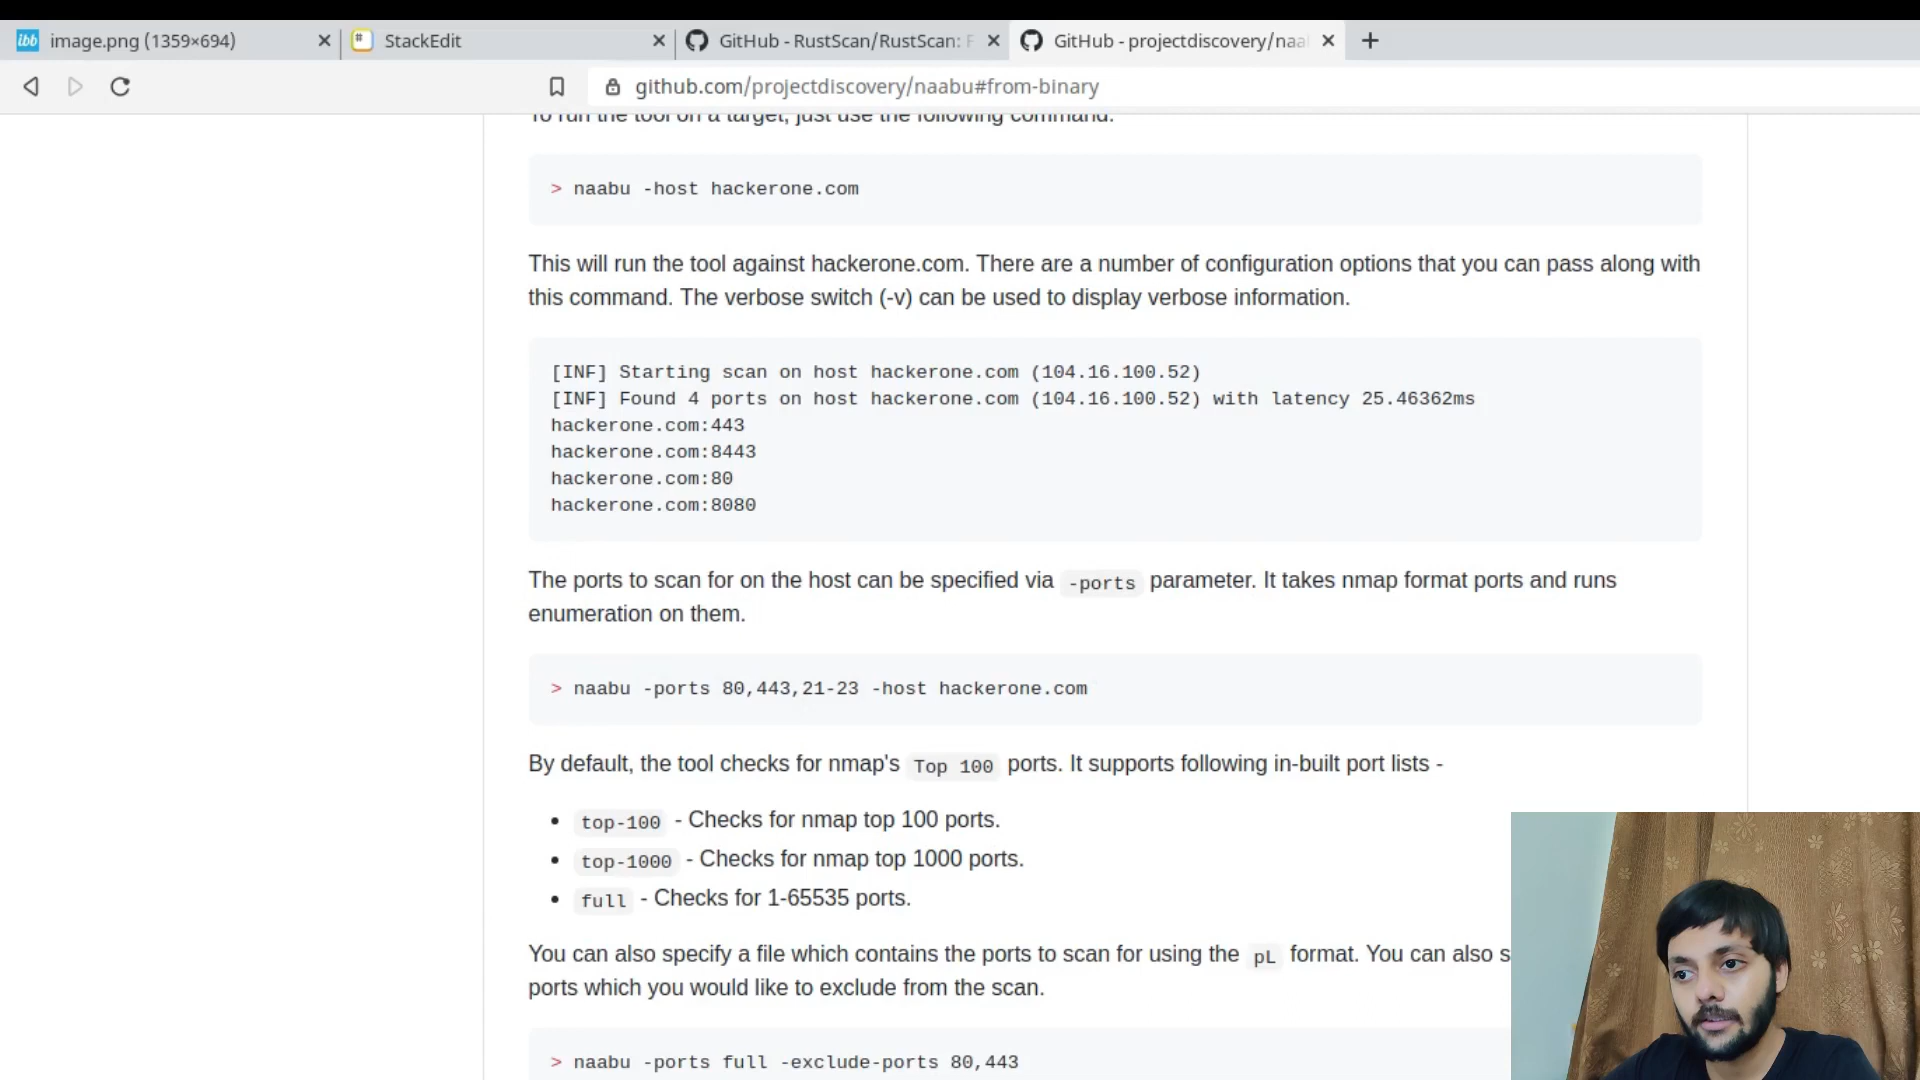 ibb image.png (1359×694)
StackEdit
GitHub - RustScan/RustScan: F
GitHub - projectdiscovery/naa
github.com/projectdiscovery/naabu#from-binary
To run the tool on a target, just use the following command.
> naabu -host hackerone.com
This will run the tool against hackerone.com. There are a number of configuration options that you can pass along with
this command. The verbose switch (-v) can be used to display verbose information.
[INF] Starting scan on host hackerone.com (104.16.100.52)
[INF] Found 4 ports on host hackerone.com (104.16.100.52) with latency 25.46362ms
hackerone.com:443
hackerone.com:8443
hackerone.com:80
hackerone.com:8080
The ports to scan for on the host can be specified via -ports parameter. It takes nmap format ports and runs
enumeration on them.
> naabu -ports 80,443,21-23 -host hackerone.com
By default, the tool checks for nmap's Top 100 ports. It supports following in-built port lists -
• top-100 - Checks for nmap top 100 ports.
• top-1000 - Checks for nmap top 1000 ports.
• full - Checks for 1-65535 ports.
You can also specify a file which contains the ports to scan for using the pL format. You can also s
ports which you would like to exclude from the scan.
> naabu -ports full -exclude-ports 80,443